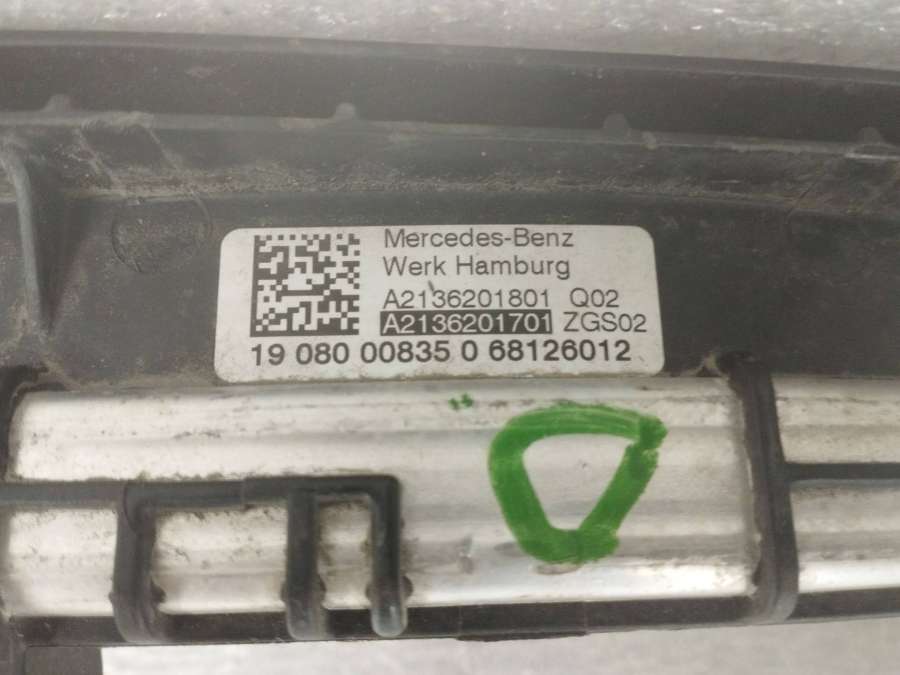 Mercedes-Benz
Werk Hamburg
A2136201801 Q02
A2136201701 ZGS02
19 080 00835 0 68126012